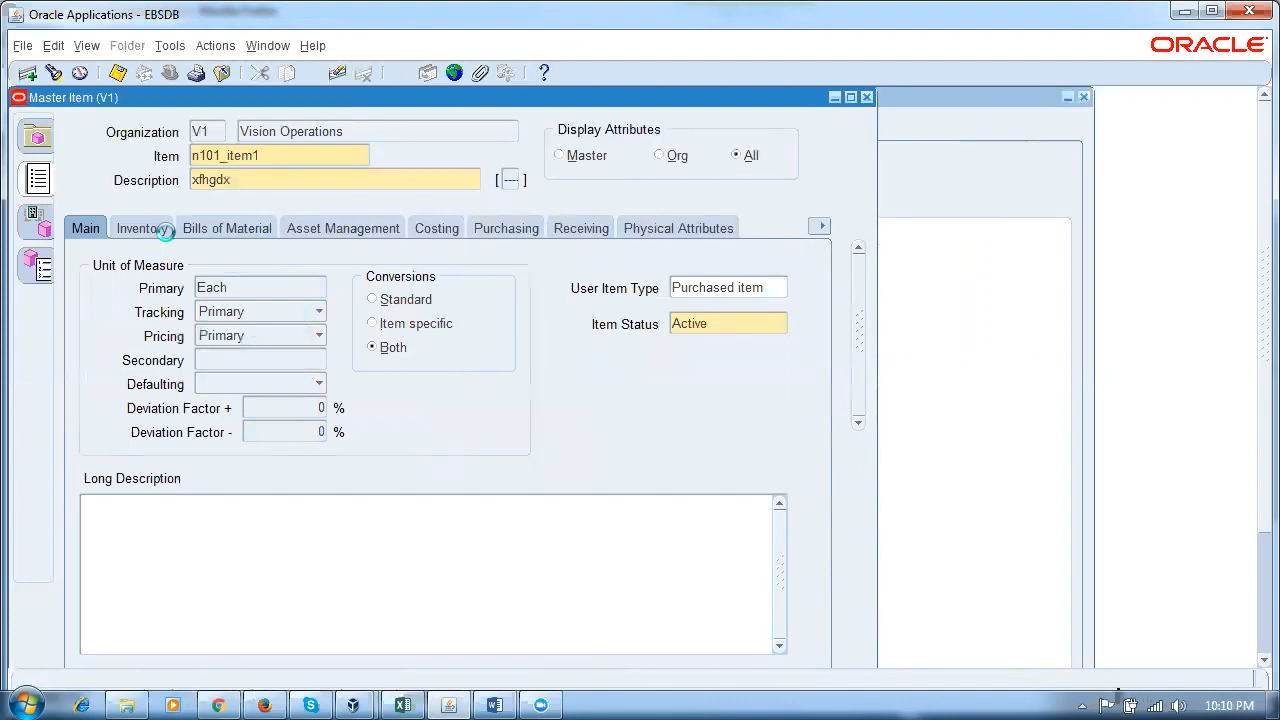 Oracle Applications - EBSDB
File Edit View Folder Tools Actions Window Help
ORACLE
Master Item (V1)
Organization V1 Vision Operations
Item n101_item1
Description xfhgdx
Display Attributes
Master Org All
Main Inventory Bills of Material Asset Management Costing Purchasing Receiving Physical Attributes
Unit of Measure
Primary Each
Tracking Primary
Pricing Primary
Secondary
Defaulting
Deviation Factor + 0 %
Deviation Factor - 0 %
Conversions
Standard
Item specific
Both
User Item Type Purchased item
Item Status Active
Long Description
10:10 PM